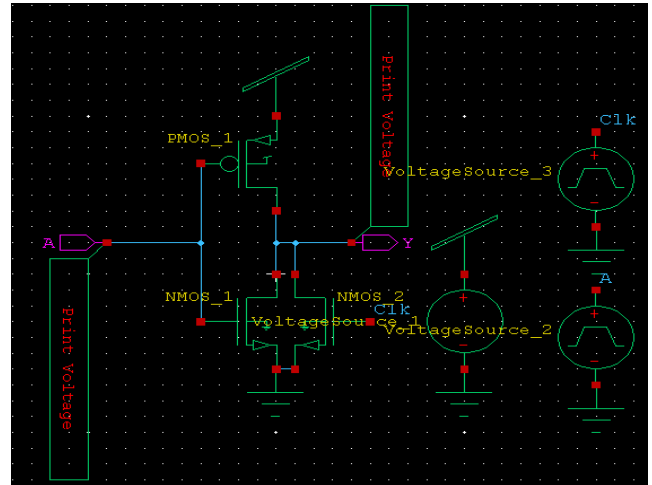 Print Voltage
Clk
PMOS_1
VoltageSource_3
A
Y
NMOS_1
NMOS_2
A
Clk
VoltageSource_1
VoltageSource_2
Print Voltage
+
-
+
-
+
-